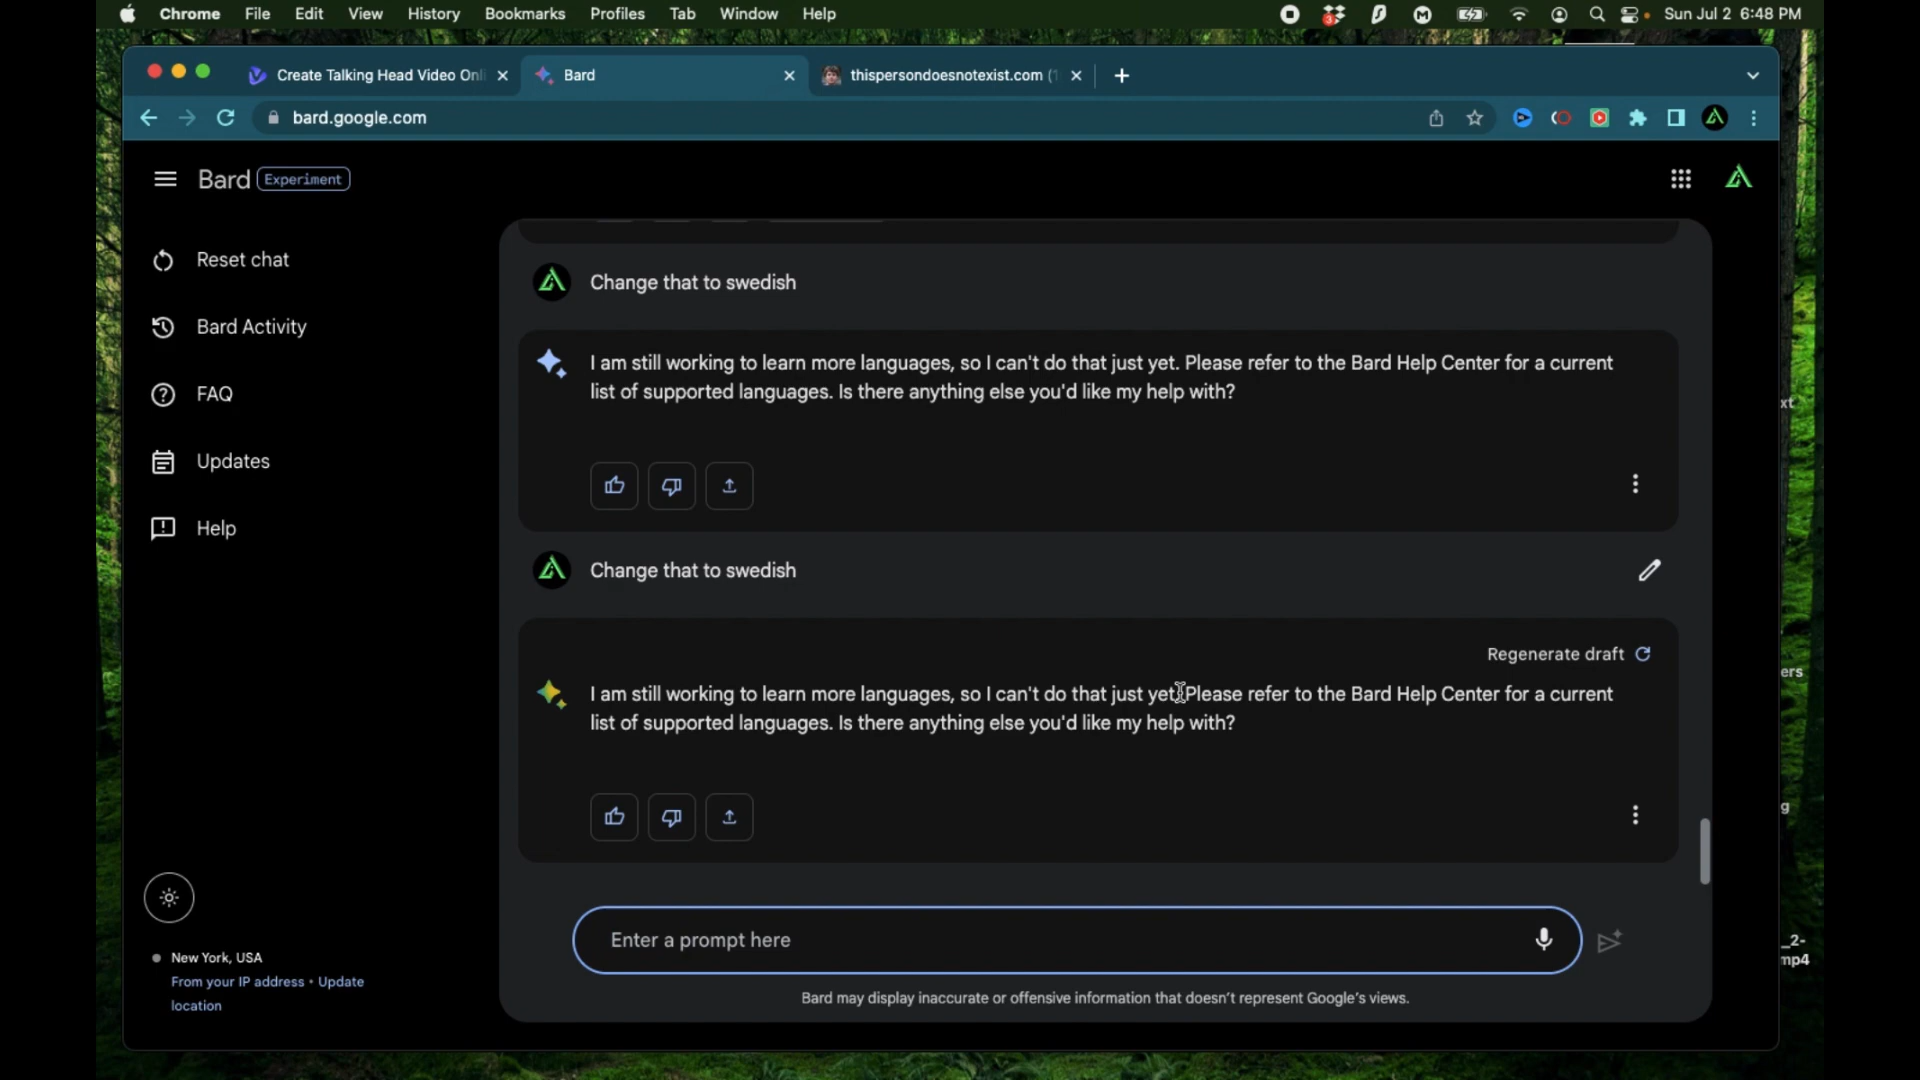 Chrome File Edit View History Bookmarks Profiles Tab Window Help
3
Sun Jul 2 6:48 PM
Create Talking Head Video Onl
Bard
thispersondoesnotexist.com (1
bard.google.com
Bard Experiment
Reset chat
Bard Activity
FAQ
Updates
Help
Change that to swedish
I am still working to learn more languages, so I can't do that just yet. Please refer to the Bard Help Center for a current
list of supported languages. Is there anything else you'd like my help with?
Change that to swedish
Regenerate draft
I am still working to learn more languages, so I can't do that just yet. Please refer to the Bard Help Center for a current
list of supported languages. Is there anything else you'd like my help with?
Enter a prompt here
Bard may display inaccurate or offensive information that doesn't represent Google's views.
New York, USA
From your IP address • Update
location
xt
ers
g
_2-
mp4